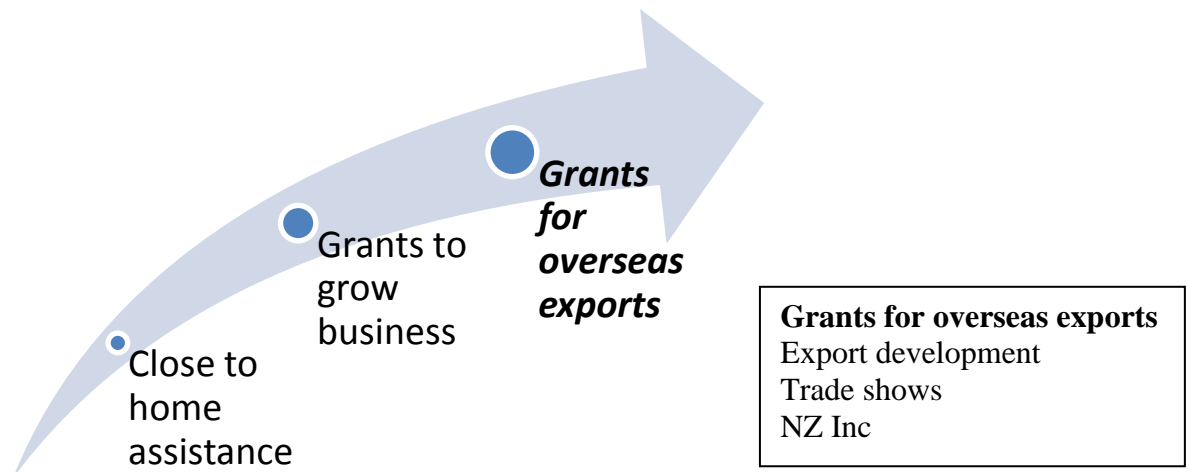 Close to
home
assistance
Grants to
grow
business
Grants
for
overseas
exports
Grants for overseas exports
Export development
Trade shows
NZ Inc